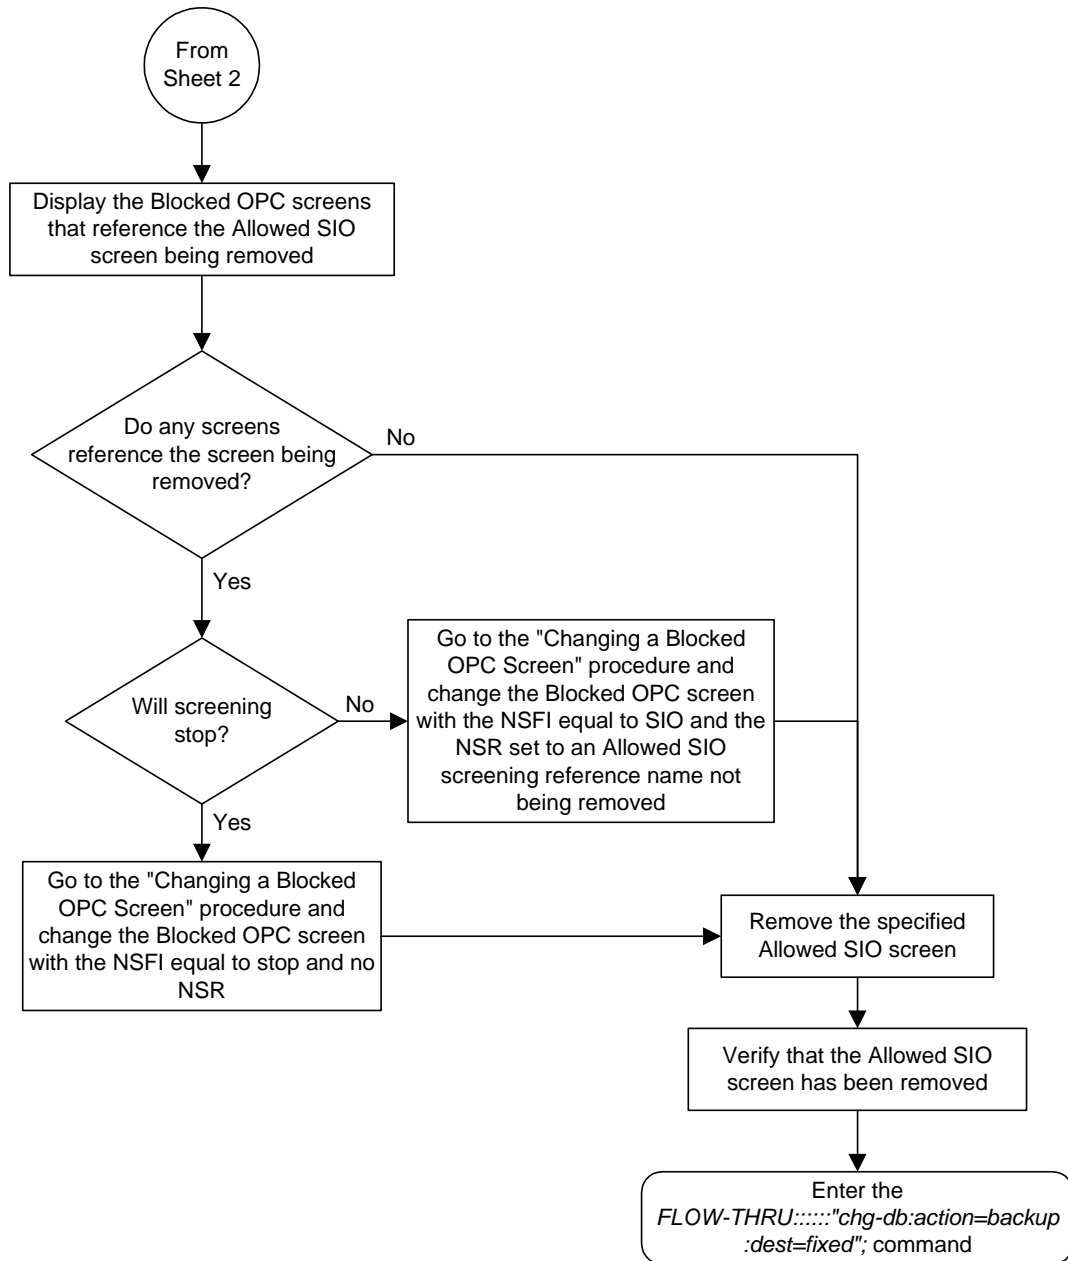 From
Sheet 2
Display the Blocked OPC screens
that reference the Allowed SIO
screen being removed
Do any screens
reference the screen being
removed?
No
Yes
Will screening
stop?
No
Go to the "Changing a Blocked
OPC Screen" procedure and
change the Blocked OPC screen
with the NSFI equal to SIO and the
NSR set to an Allowed SIO
screening reference name not
being removed
Yes
Go to the "Changing a Blocked
OPC Screen" procedure and
change the Blocked OPC screen
with the NSFI equal to stop and no
NSR
Remove the specified
Allowed SIO screen
Verify that the Allowed SIO
screen has been removed
Enter the
FLOW-THRU::::::"chg-db:action=backup
:dest=fixed"; command